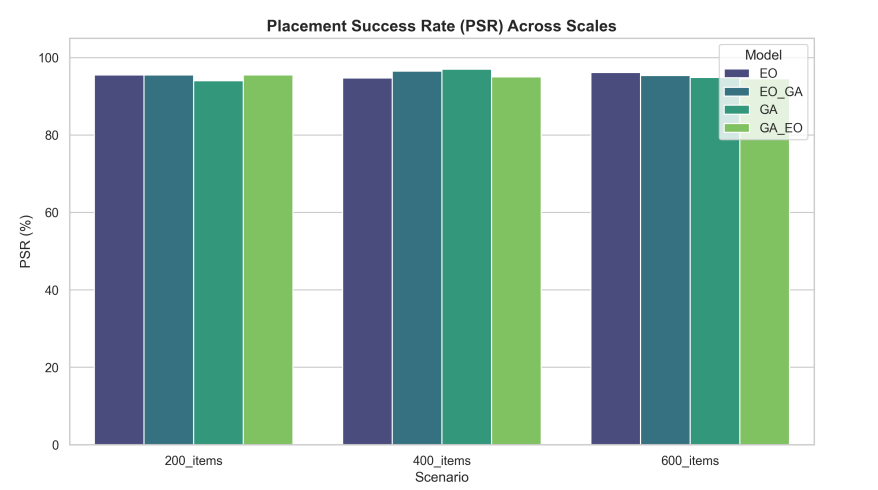 Placement Success Rate (PSR) Across Scales
Model
EO
EO_GA
GA
GA_EO
PSR (%)
100
80
60
40
20
0
200_items
400_items
600_items
Scenario